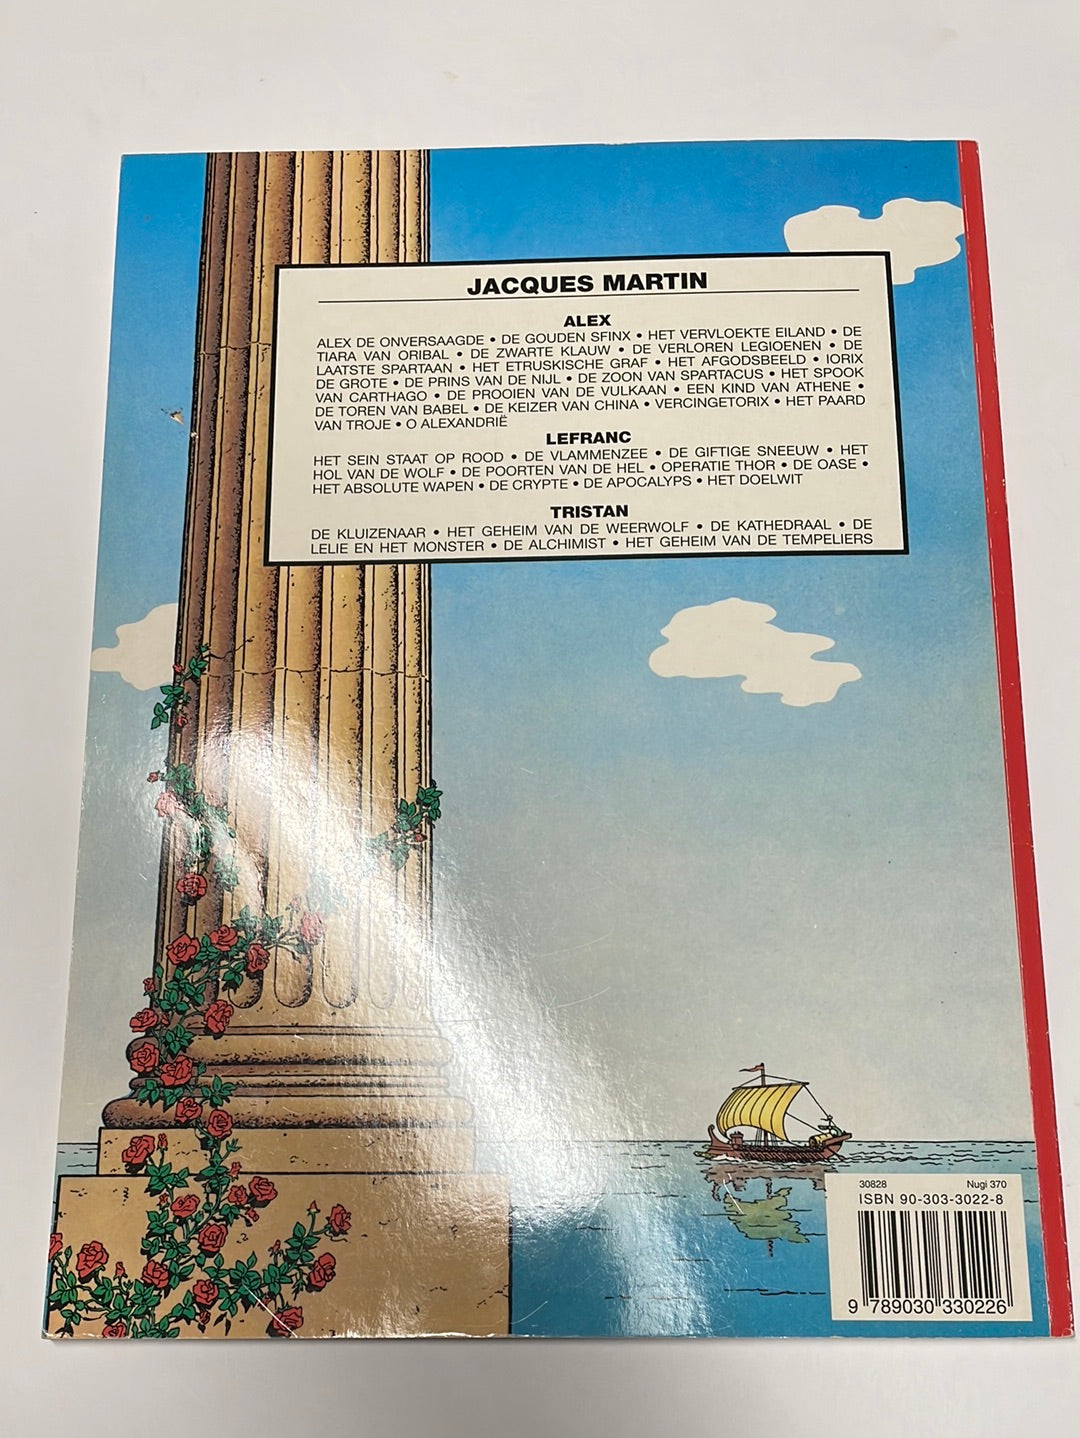 JACQUES MARTIN
ALEX
ALEX DE ONVERSAAGDE • DE GOUDEN SFINX • HET VERVLOEKTE EILAND • DE
TIARA VAN ORIBAL • DE ZWARTE KLAUW • DE VERLOREN LEGIOENEN • DE
LAATSTE SPARTAAN • HET ETRUSKISCHE GRAF • HET AFGODSBEELD • IORIX
DE GROTE • DE PRINS VAN DE NIJL • DE ZOON VAN SPARTACUS • HET SPOOK
VAN CARTHAGO • DE PROOIEN VAN DE VULKAAN • EEN KIND VAN ATHENE •
DE TOREN VAN BABEL • DE KEIZER VAN CHINA • VERCINGETORIX • HET PAARD
VAN TROJE • O ALEXANDRIË
LEFRANC
HET SEIN STAAT OP ROOD • DE VLAMMENZEE • DE GIFTIGE SNEEUW • HET
HOL VAN DE WOLF • DE POORTEN VAN DE HEL • OPERATIE THOR • DE OASE •
HET ABSOLUTE WAPEN • DE CRYPTE • DE APOCALYPS • HET DOELWIT
TRISTAN
DE KLUIZENAAR • HET GEHEIM VAN DE WEERWOLF • DE KATHEDRAAL • DE
LELIE EN HET MONSTER • DE ALCHIMIST • HET GEHEIM VAN DE TEMPELIERS
30828 Nugi 370
ISBN 90-303-3022-8
9 789030 330226